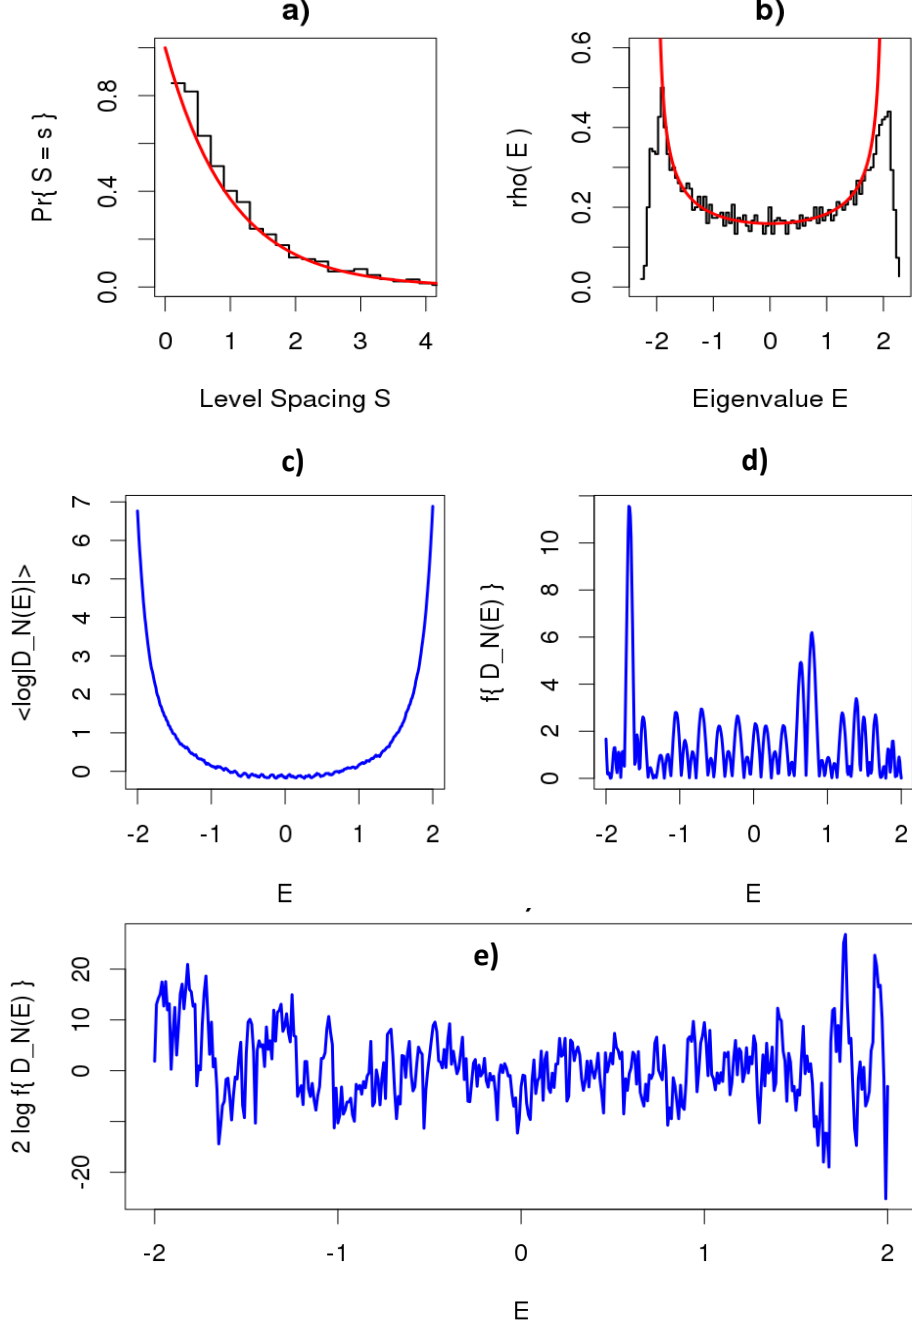 a)
Pr{ S = s }
0.0 0.4 0.8
0 1 2 3 4
Level Spacing S
b)
rho( E )
0.0 0.2 0.4 0.6
-2 -1 0 1 2
Eigenvalue E
c)
<log|D_N(E)|>
0 1 2 3 4 5 6 7
-2 -1 0 1 2
E
d)
f{ D_N(E) }
0 2 4 6 8 10
-2 -1 0 1 2
E
e)
2 log f{ D_N(E) }
-20 0 10 20
-2 -1 0 1 2
E